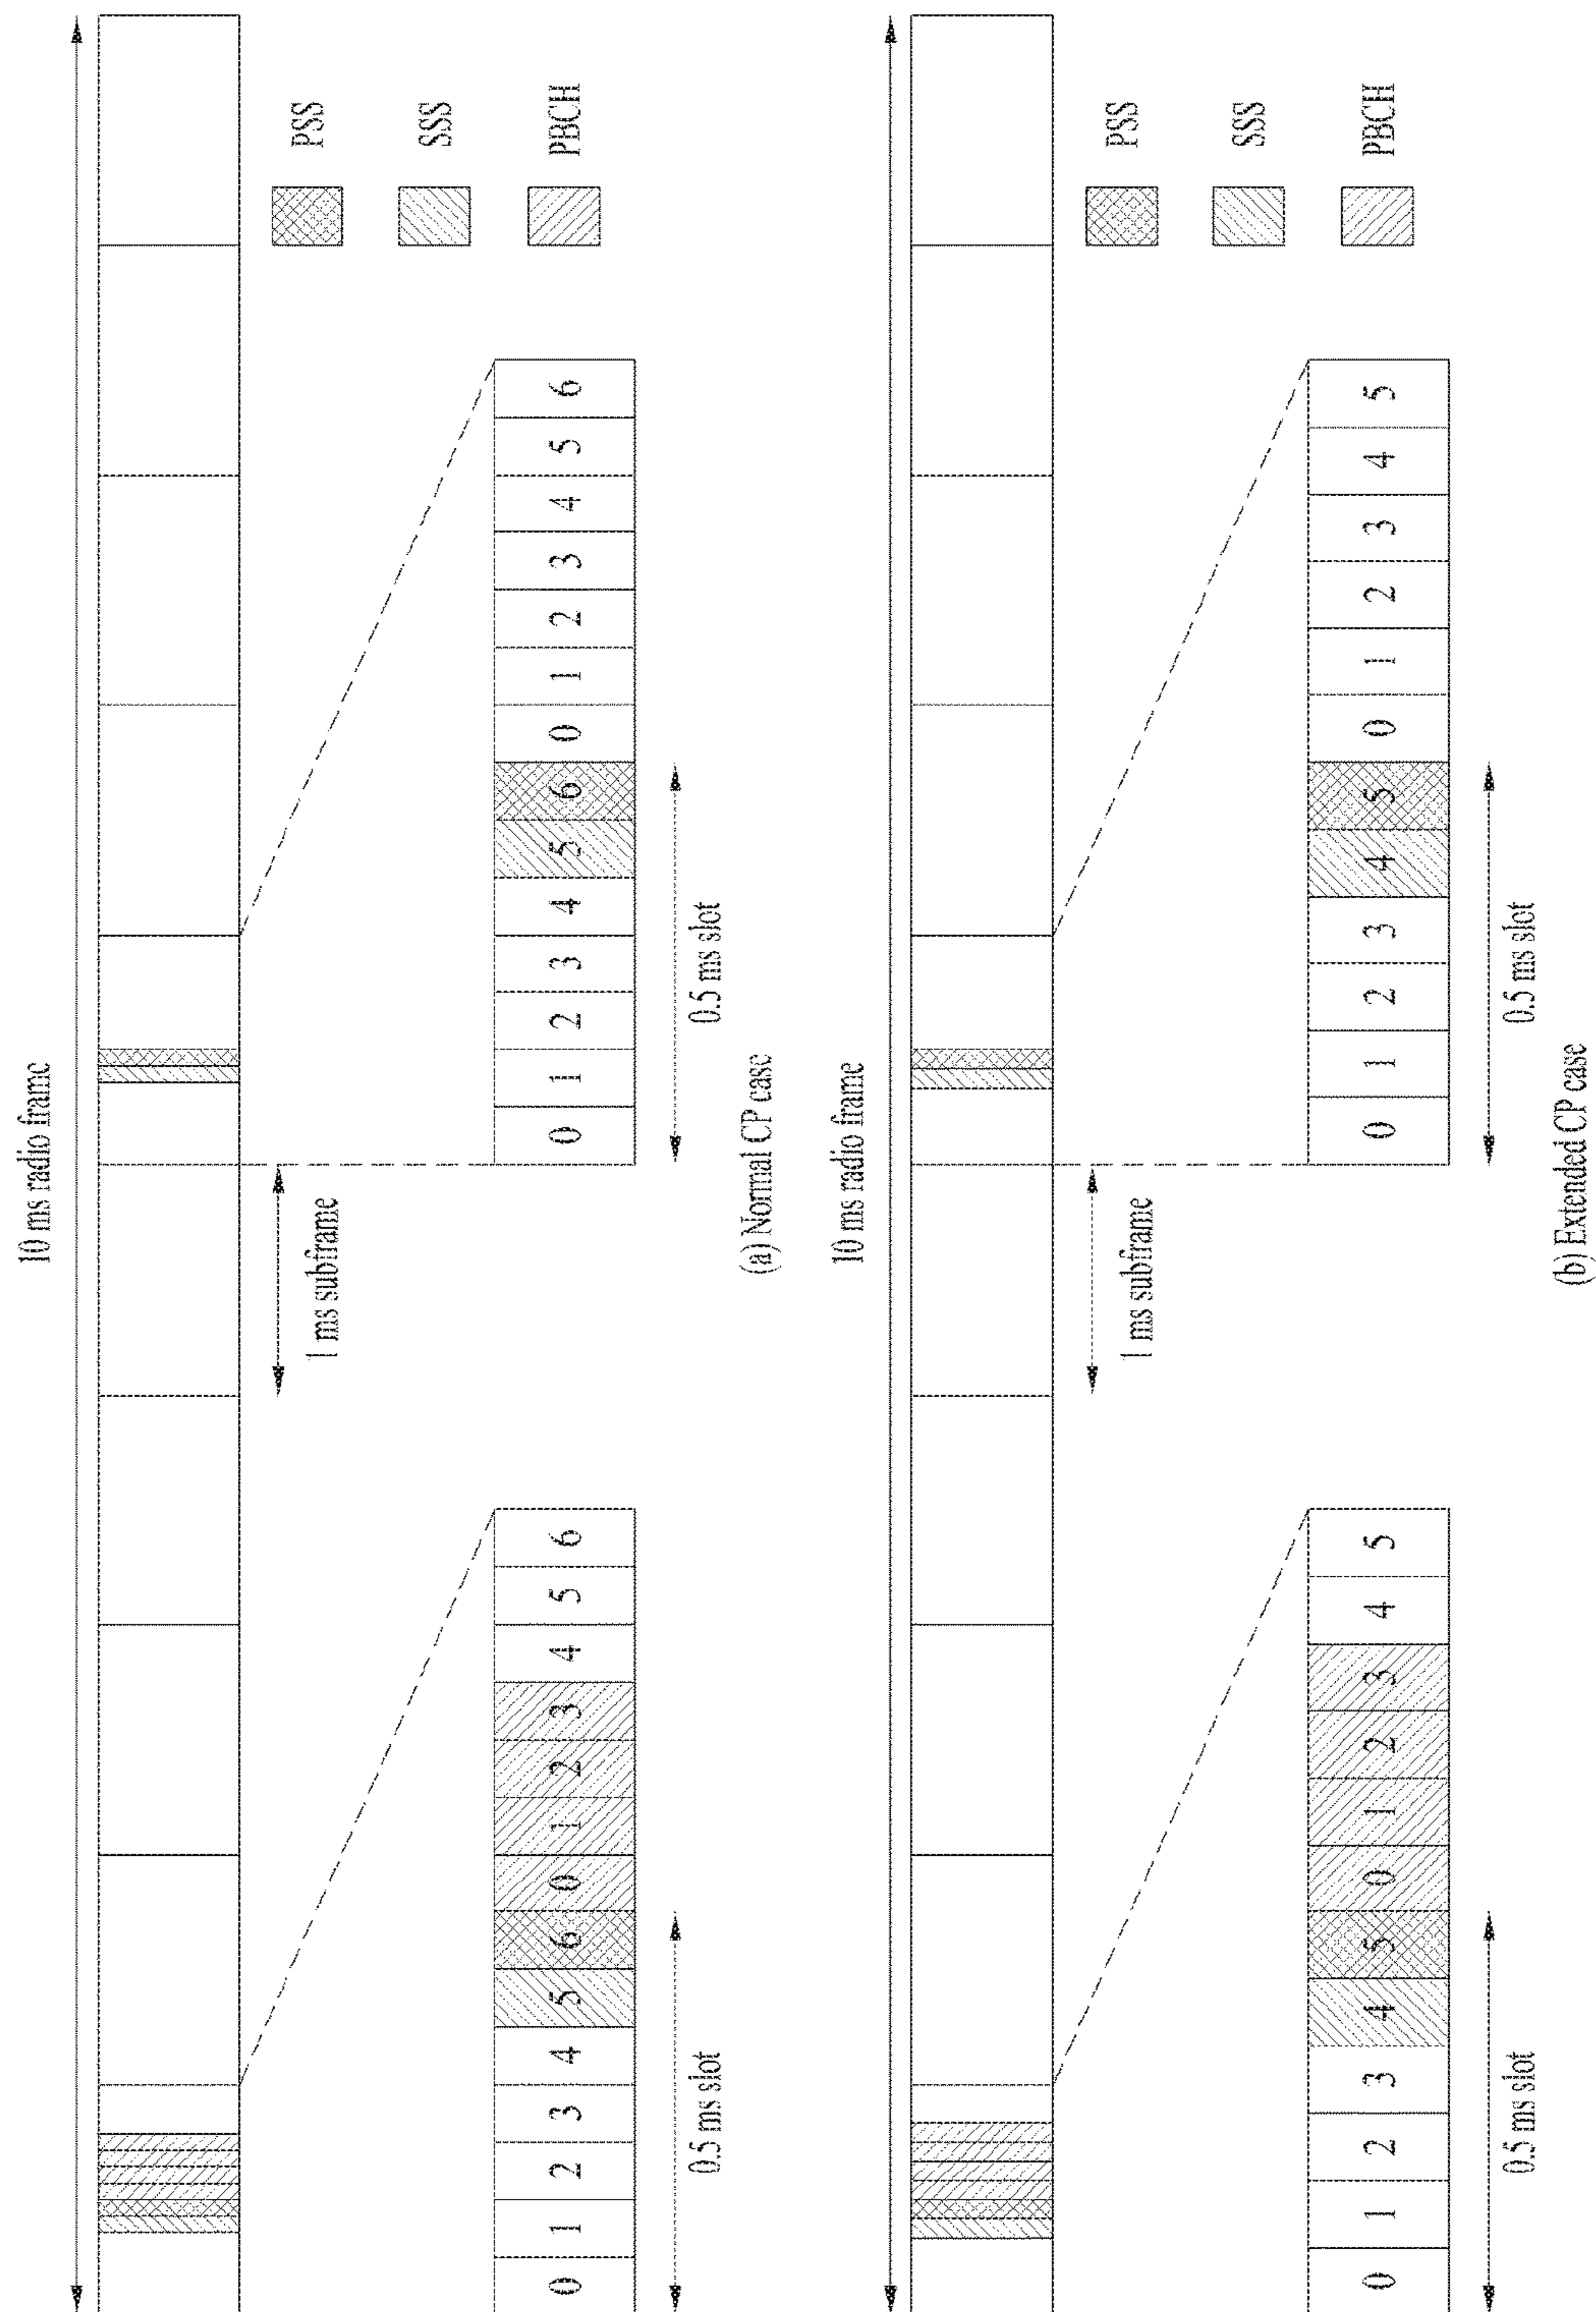 10 ms radio frame
PSS
1 ms subframe
SSS
PBCH
0 1 2 3 4 5 6 0 1 2 3 4 5 6
0 1 2 3 4 5 6 0 1 2 3 4 5 6
0.5 ms slot
0.5 ms slot
(a) Normal CP case
10 ms radio frame
PSS
1 ms subframe
SSS
PBCH
0 1 2 3 4 5 0 1 2 3 4 5
0 1 2 3 4 5 0 1 2 3 4 5
0.5 ms slot
0.5 ms slot
(b) Extended CP case